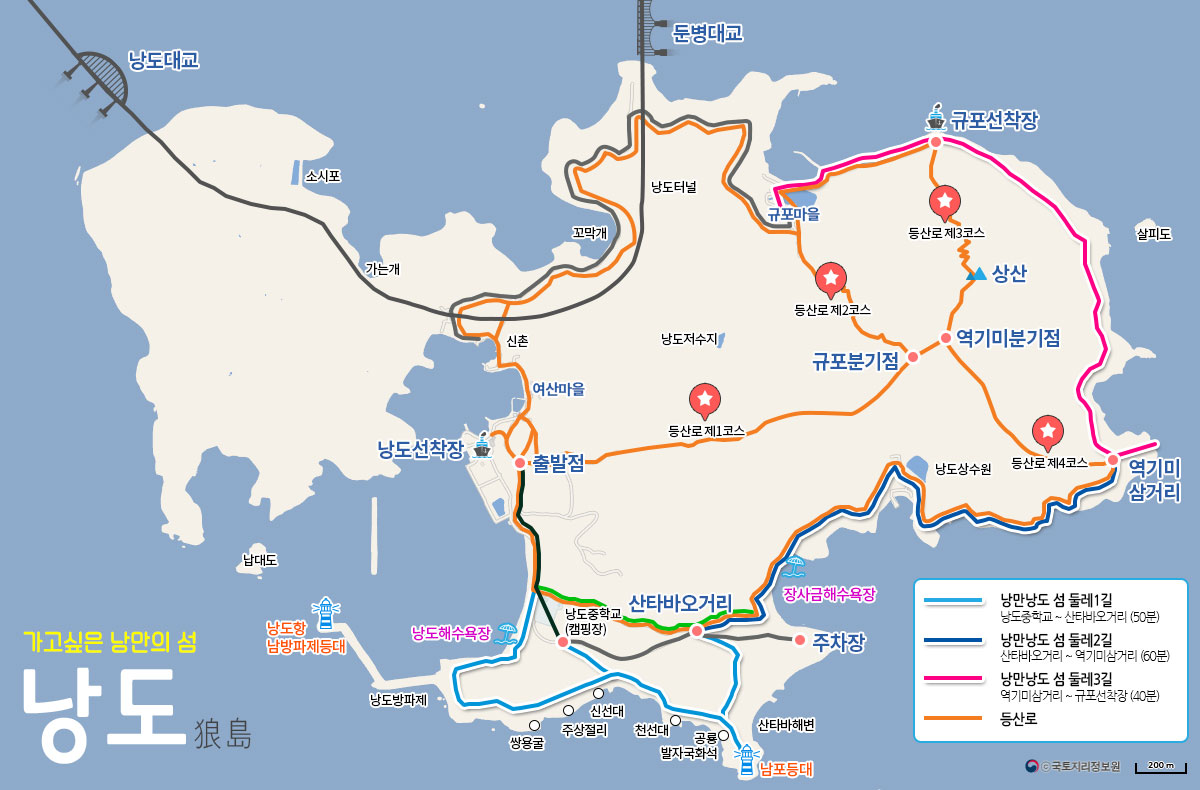 낭도대교
둔병대교
규포선착장
소시포
낭도터널
규포마을
등산로 제3코스
살피도
꼬막개
가는개
상산
등산로 제2코스
신촌
낭도저수지
역기미분기점
규포분기점
여산마을
등산로 제1코스
낭도선착장
출발점
등산로 제4코스
낭도상수원
역기미
삼거리
납대도
장사금해수욕장
산타바오거리
낭도중학교
(캠핑장)
낭도해수욕장
주차장
낭도항
남방파제등대
가고싶은 낭만의 섬
낭도 狼島
낭도방파제
신선대
주상절리
쌍용굴
천선대
공룡
발자국화석
산타바해변
남포등대
낭만낭도 섬 둘레1길
낭도중학교 ~ 산타바오거리 (50분)
낭만낭도 섬 둘레2길
산타바오거리 ~ 역기미삼거리 (60분)
낭만낭도 섬 둘레3길
역기미삼거리 ~ 규포선착장 (40분)
등산로
ⓒ국토지리정보원
200 m